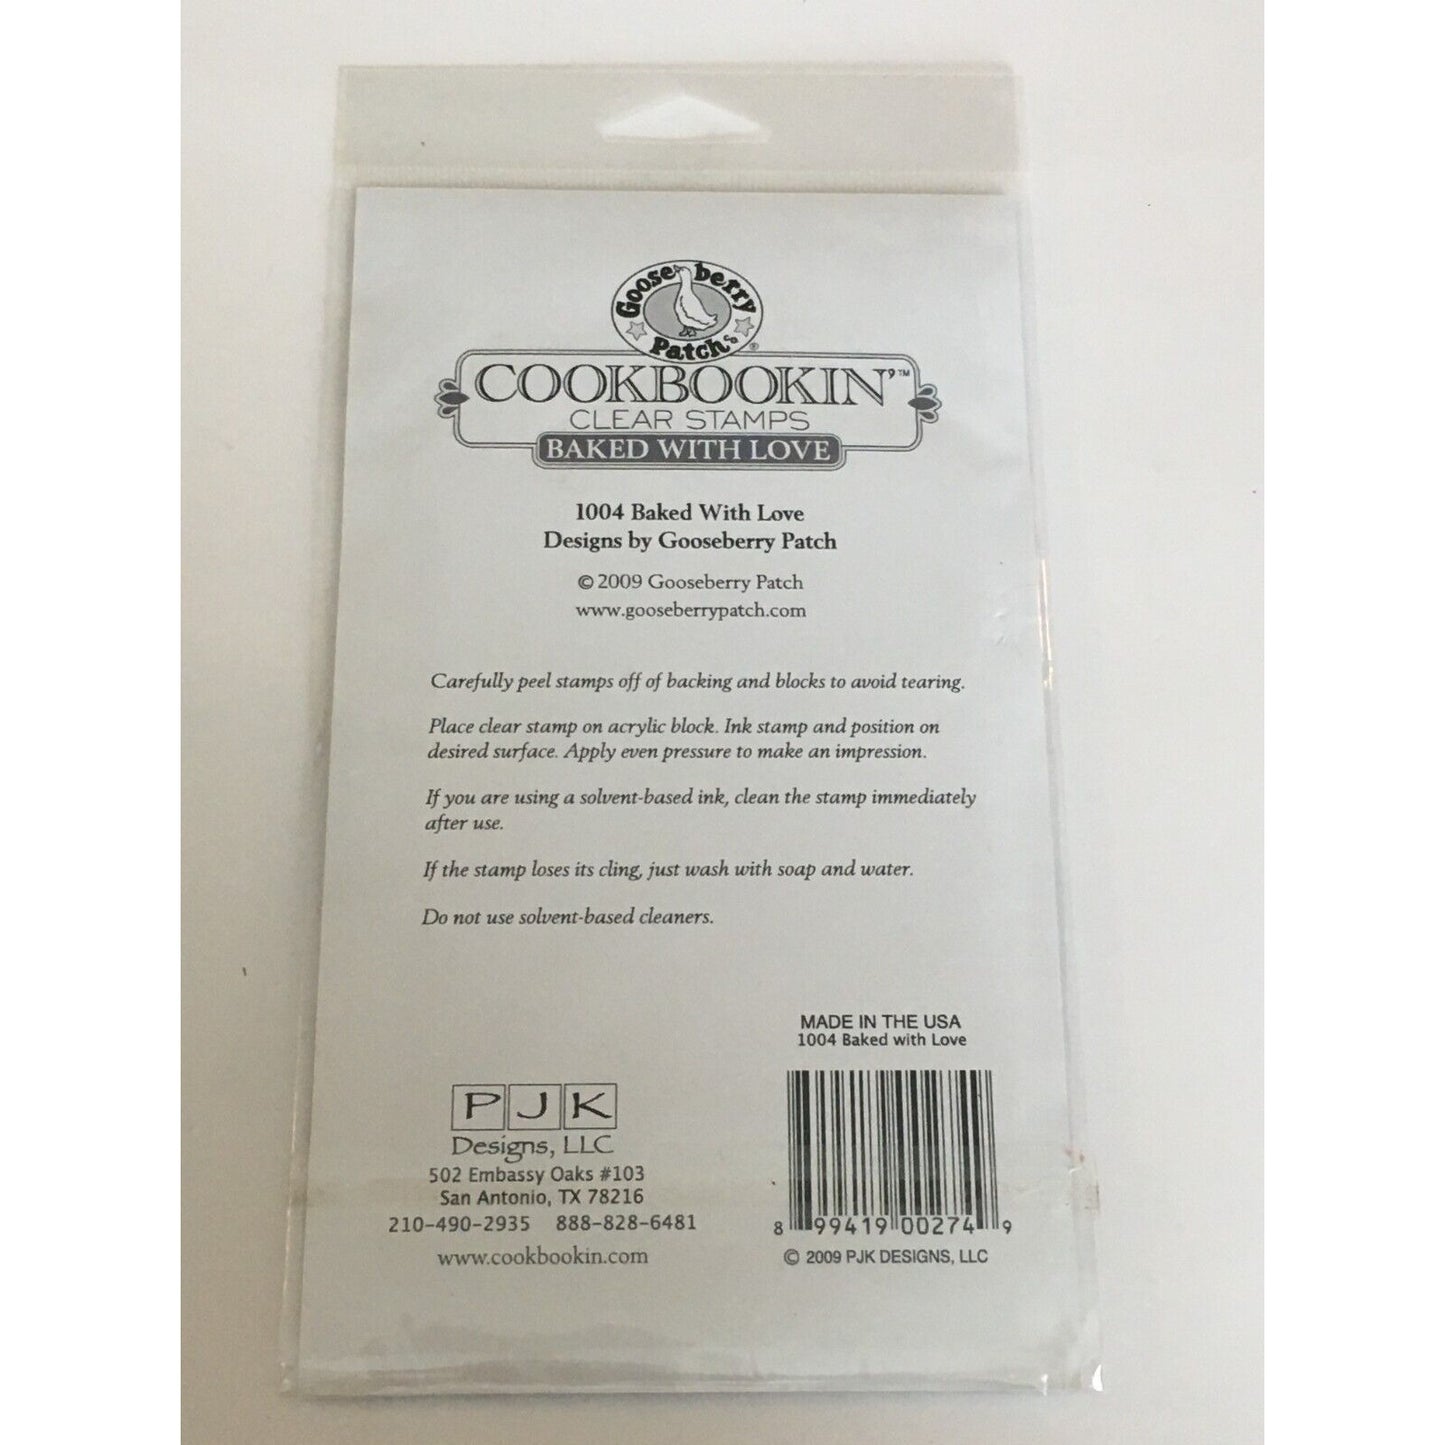 Gooseberry
Patch®
COOKBOOKIN'™
CLEAR STAMPS
BAKED WITH LOVE
1004 Baked With Love
Designs by Gooseberry Patch
© 2009 Gooseberry Patch
www.gooseberrypatch.com
Carefully peel stamps off of backing and blocks to avoid tearing.
Place clear stamp on acrylic block. Ink stamp and position on
desired surface. Apply even pressure to make an impression.
If you are using a solvent-based ink, clean the stamp immediately
after use.
If the stamp loses its cling, just wash with soap and water.
Do not use solvent-based cleaners.
MADE IN THE USA
1004 Baked with Love
PJK
Designs, LLC
502 Embassy Oaks #103
San Antonio, TX 78216
210-490-2935 888-828-6481
www.cookbookin.com
8 99419 00274 9
© 2009 PJK DESIGNS, LLC